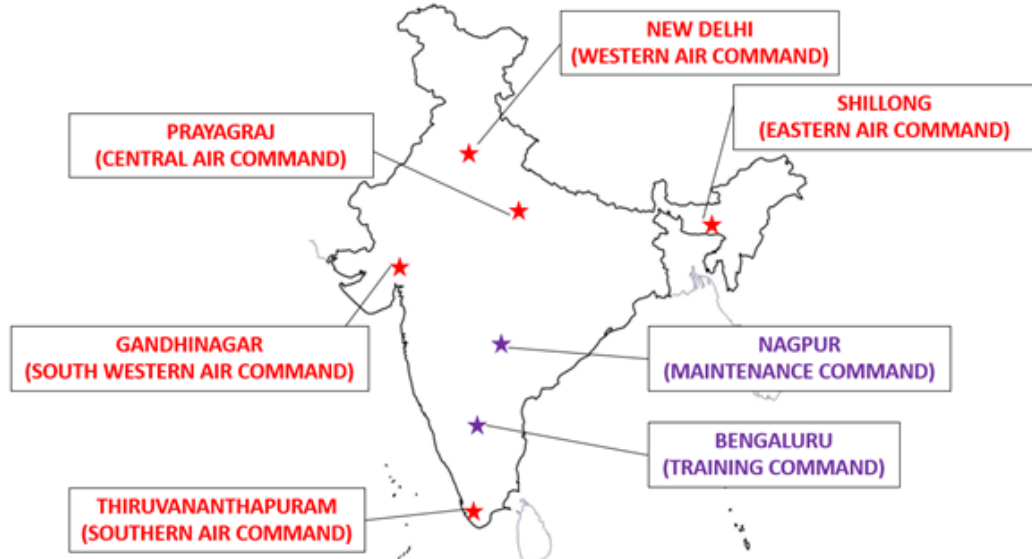 NEW DELHI
(WESTERN AIR COMMAND)
SHILLONG
(EASTERN AIR COMMAND)
PRAYAGRAJ
(CENTRAL AIR COMMAND)
GANDHINAGAR
(SOUTH WESTERN AIR COMMAND)
NAGPUR
(MAINTENANCE COMMAND)
BENGALURU
(TRAINING COMMAND)
THIRUVANANTHAPURAM
(SOUTHERN AIR COMMAND)